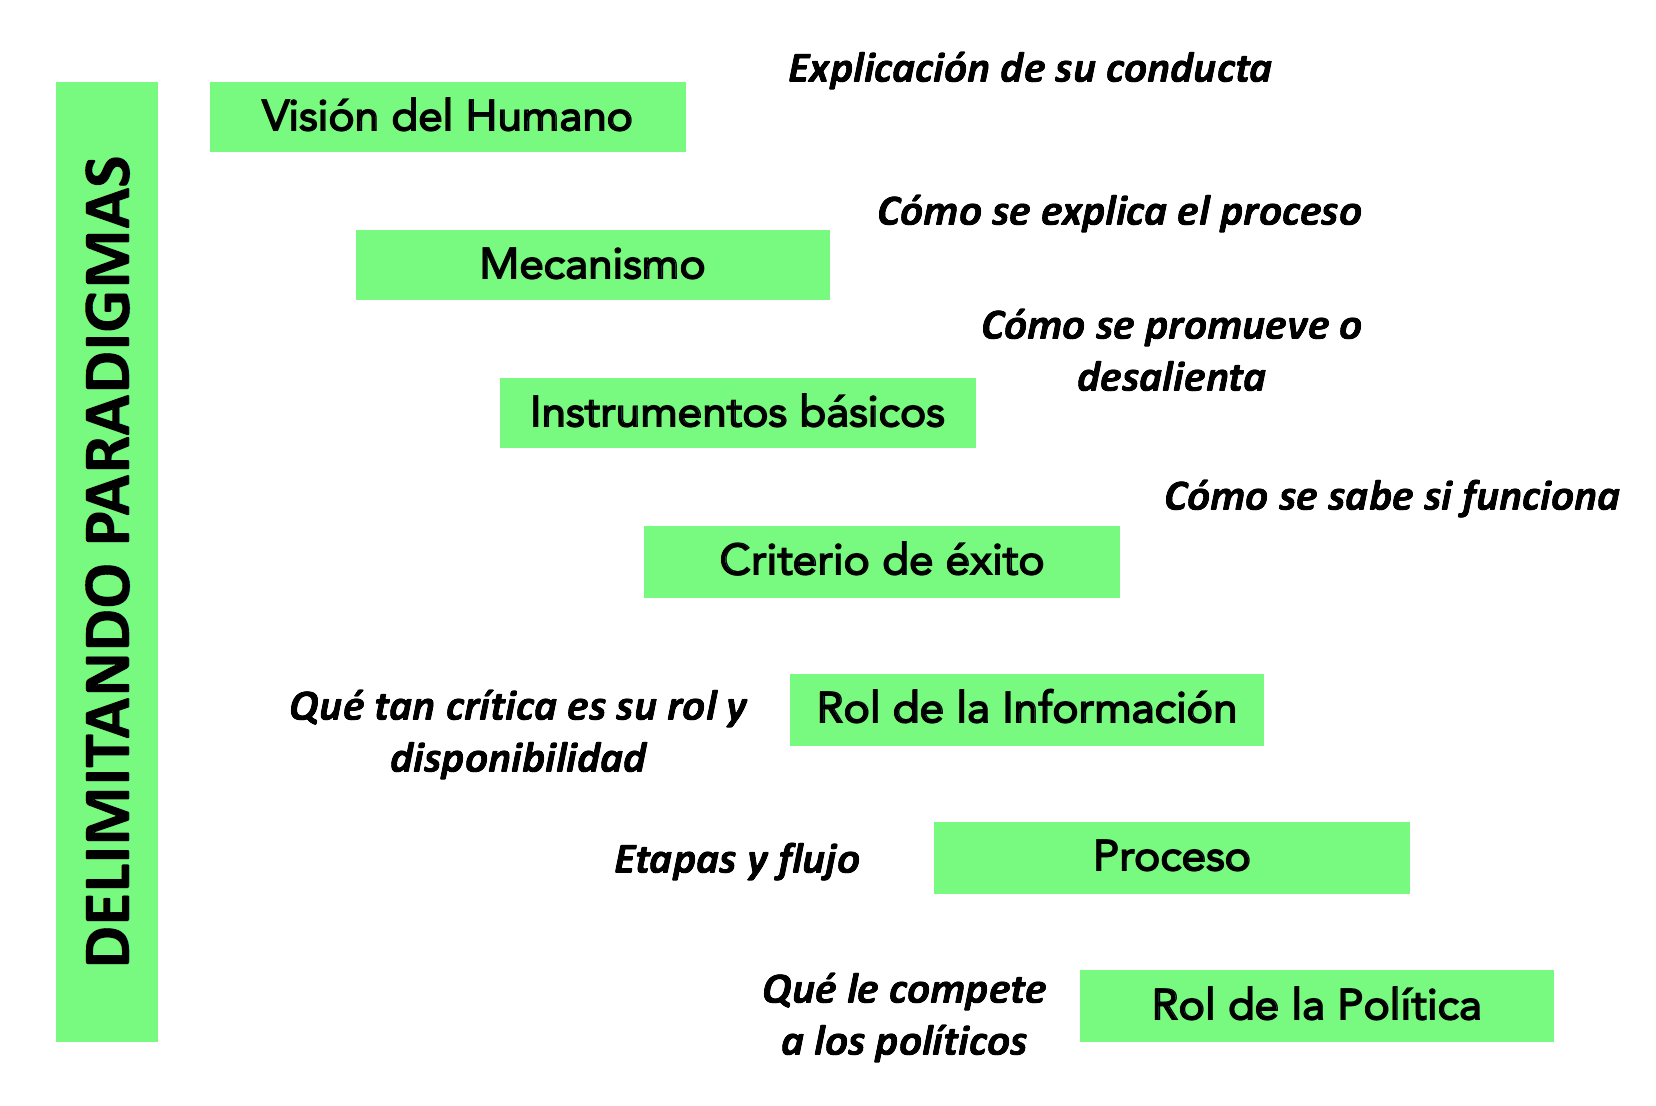 DELIMITANDO PARADIGMAS
Explicación de su conducta
Visión del Humano
Cómo se explica el proceso
Mecanismo
Cómo se promueve o
desalienta
Instrumentos básicos
Cómo se sabe si funciona
Criterio de éxito
Qué tan crítica es su rol y
disponibilidad
Rol de la Información
Etapas y flujo
Proceso
Qué le compete
a los políticos
Rol de la Política